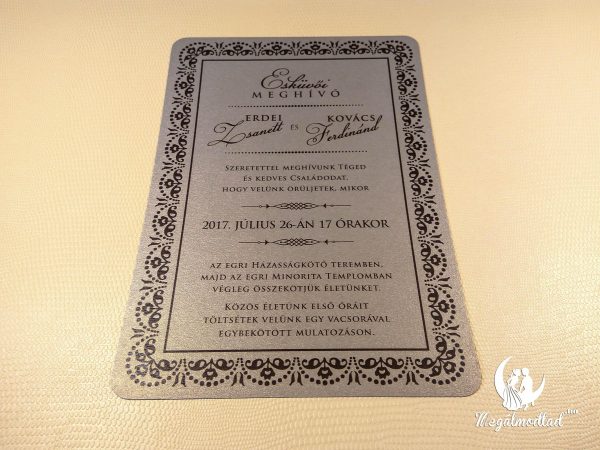 Esküvői
MEGHÍVÓ
ERDEI KOVÁCS
Zsanett ÉS Ferdinánd
SZERETETTEL MEGHÍVUNK TÉGED
ÉS KEDVES CSALÁDODAT,
HOGY VELÜNK ÖRÜLJETEK, MIKOR
2017. JÚLIUS 26-ÁN 17 ÓRAKOR
AZ EGRI HÁZASSÁGKÖTŐ TEREMBEN,
MAJD AZ EGRI MINORITA TEMPLOMBAN
VÉGLEG ÖSSZEKÖTJÜK ÉLETÜNKET.
KÖZÖS ÉLETÜNK ELSŐ ÓRÁIT
TÖLTSÉTEK VELÜNK EGY VACSORÁVAL
EGYBEKÖTÖTT MULATOZÁSON.
Megalmodtad